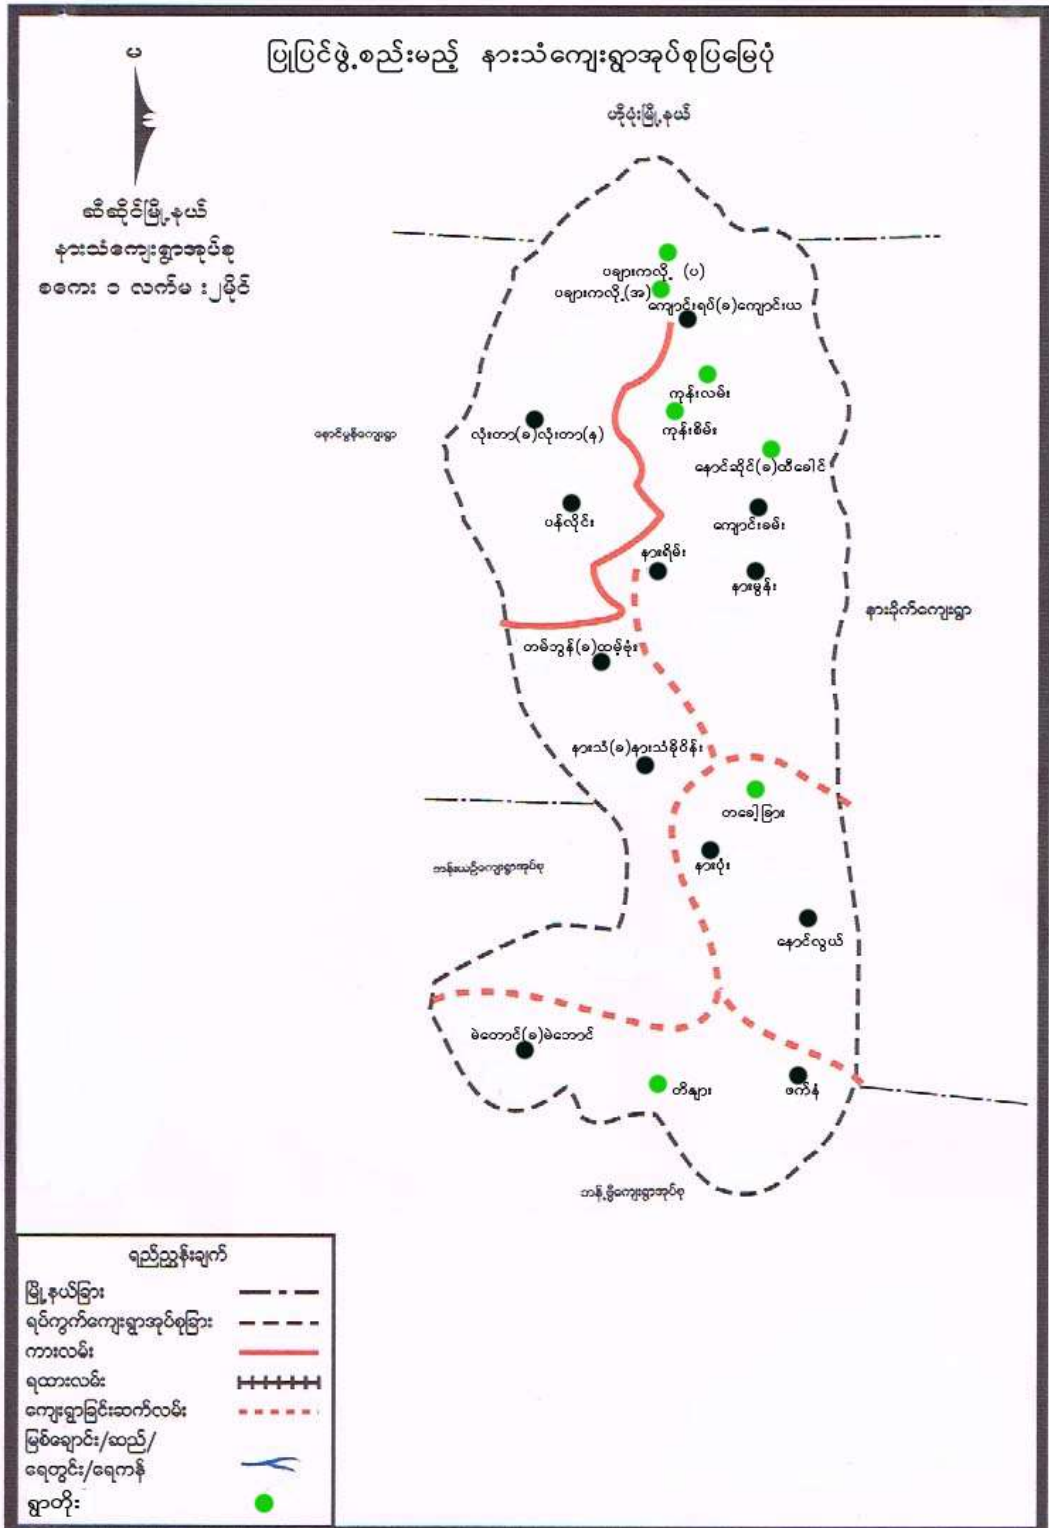 ပြုပြင်ဖွဲ့စည်းမည့် နားသံကျေးရွာအုပ်စုပြမြေပုံ
မ
ဟိုပုံးမြို့နယ်
ဆီဆိုင်မြို့နယ်
နားသံကျေးရွာအုပ်စု
စကေး ၁ လက်မ း၂မိုင်
ပချားကလို့ (ပ)
ပချားကလို့(အ)
ကျောင်းရပ်(ခ)ကျောင်းယ
ကုန်းလမ်း
ကုန်းစိမ်း
နောင်မွန်ကျေးရွာ
လုံးတာ(ခ)လုံးတာ(န)
နောင်ဆိုင်(ခ)ထီခေါင်
ပန်လိုင်း
ကျောင်းခမ်း
နားရိမ်း
နားမွန်း
နားခိုက်ကျေးရွာ
တမ်ဘွန်(ခ)ထမ့်ဗုံး
နားသံ(ခ)နားသံခိုဝိန်း
တခေါ့ခြား
နားပုံး
ဘန်းယဉ်ကျေးရွာအုပ်စု
နောင်လွယ်
မဲတောင်(ခ)မဲဘောင်
တိဈား
ဖက်နံ
ရည်ညွှန်းချက်
မြို့နယ်ခြား
ရပ်ကွက်ကျေးရွာအုပ်စုခြား
ကားလမ်း
ရထားလမ်း
ကျေးရွာခြင်းဆက်လမ်း
မြစ်ချောင်း/ဆည်/
ရေတွင်း/ရေကန်
ရွာတိုး